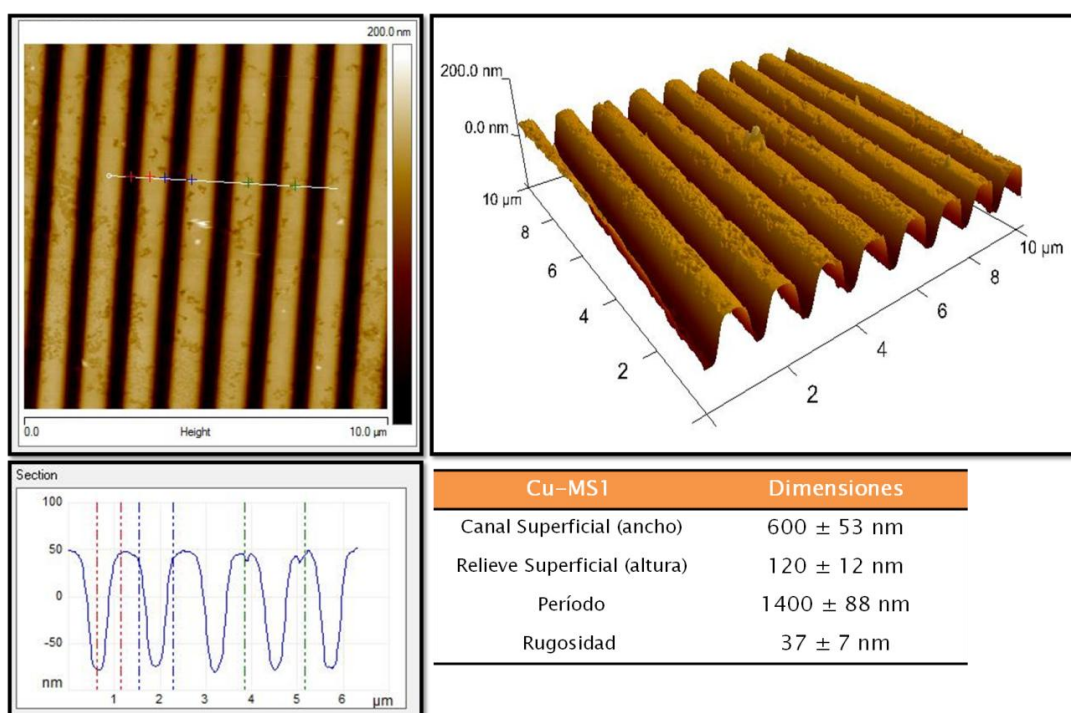 200.0 nm
0.0 Height 10.0 µm
200.0 nm
0.0 nm
10 µm
8
6
4
2
10 µm
8
6
4
2
Section
100
50
0
-50
nm
1 2 3 4 5 6 µm
Cu-MS1 Dimensiones
Canal Superficial (ancho) 600 ± 53 nm
Relieve Superficial (altura) 120 ± 12 nm
Período 1400 ± 88 nm
Rugosidad 37 ± 7 nm